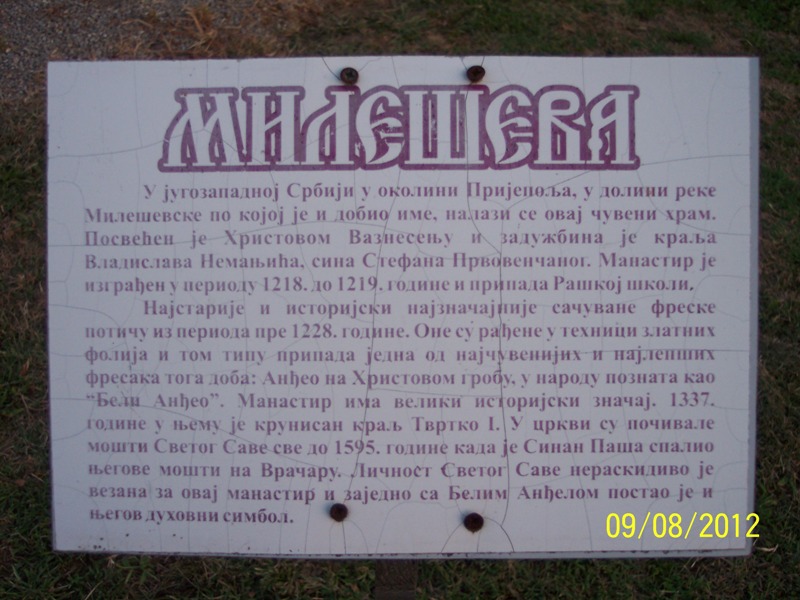 МИЛЕШЕВА
У југозападној Србији у околини Пријепоља, у долини реке
Милешевске по којој је и добио име, налази се овај чувени храм.
Посвећен је Христовом Вазнесењу и задужбина је краља
Владислава Немањића, сина Стефана Првовенчаног. Манастир је
изграђен у периоду 1218. до 1219. године и припада Рашкој школи.
Најстарије и историјски најзначајније сачуване фреске
потичу из периода пре 1228. године. Оне су рађене у техници златних
фолија и том типу припада једна од најчувенијих и најлепших
фресака тога доба: Анђео на Христовом гробу, у народу позната као
“Бели Анђео”. Манастир има велики историјски значај. 1337.
године у њему је крунисан краљ Твртко I. У цркви су почивале
мошти Светог Саве све до 1595. године када је Синан Паша спалио
његове мошти на Врачару. Личност Светог Саве нераскидиво је
везана за овај манастир и заједно са Белим Анђелом постао је и
његов духовни симбол.
09/08/2012